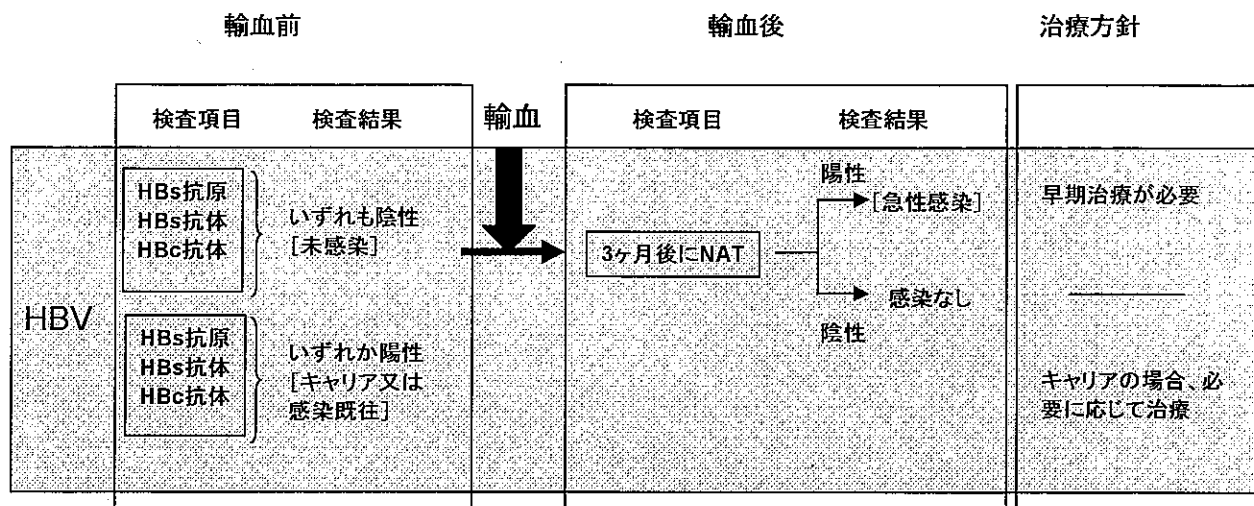 輸血前
輸血後
治療方針
検査項目
検査結果
輸血
検査項目
検査結果
HBV
HBs抗原
HBs抗体
HBc抗体
いずれも陰性
[未感染]
3ヶ月後にNAT
陽性
[急性感染]
早期治療が必要
感染なし
陰性
HBs抗原
HBs抗体
HBc抗体
いずれか陽性
[キャリア又は
感染既往]
キャリアの場合、必
要に応じて治療